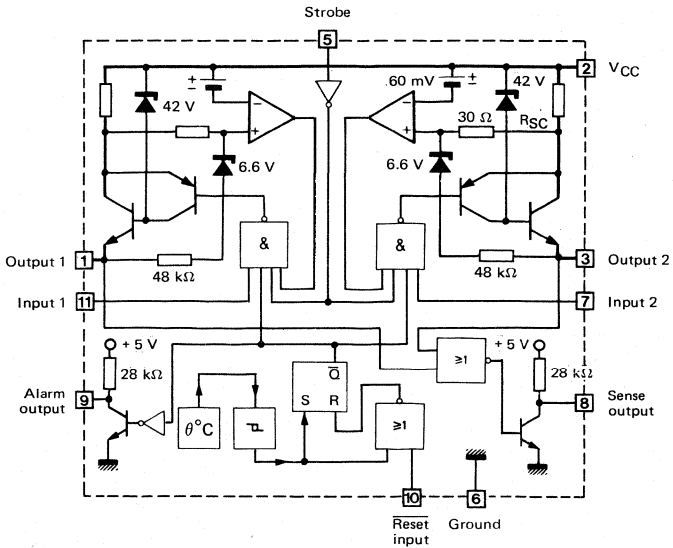 Strobe
5
2 VCC
42 V
± 
.60 mV ±
42 V
−
+
−
+
30 Ω
RSC
6.6 V
6.6 V
&
&
Output 1 1
48 kΩ
48 kΩ
3 Output 2
Input 1 11
7 Input 2
+ 5 V
28 kΩ
Q̅
S R
≥1
+ 5 V
28 kΩ
Alarm
output
9
θ°C
≥1
8
Sense
output
10
6
R̅e̅s̅e̅t̅
input
Ground